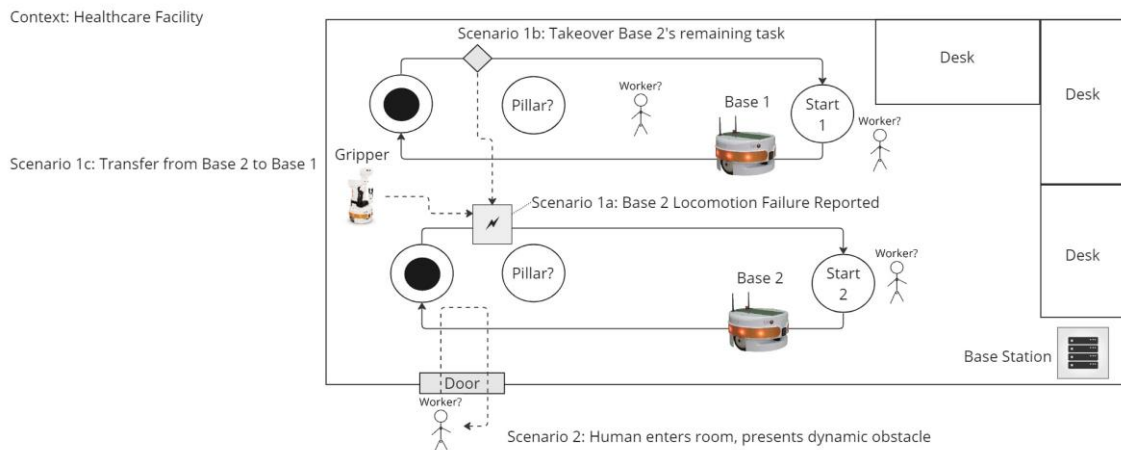 Context: Healthcare Facility
Scenario 1b: Takeover Base 2's remaining task
Desk
Desk
Worker?
Pillar?
Base 1
Start
1
Worker?
Gripper
Scenario 1c: Transfer from Base 2 to Base 1
Scenario 1a: Base 2 Locomotion Failure Reported
Worker?
Desk
Pillar?
Base 2
Start
2
Base Station
Door
Worker?
Scenario 2: Human enters room, presents dynamic obstacle